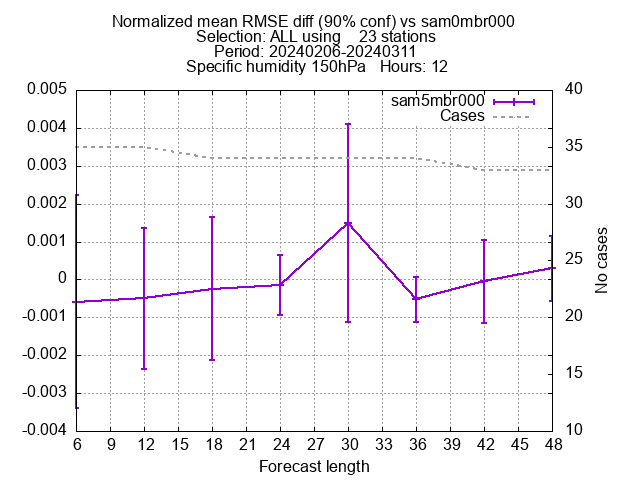 Normalized mean RMSE diff (90% conf) vs sam0mbr000
Selection: ALL using    23 stations
Period: 20240206-20240311
Specific humidity 150hPa   Hours: 12
sam5mbr000
Cases
0.005
0.004
0.003
0.002
0.001
0
-0.001
-0.002
-0.003
-0.004
40
35
30
25
20
15
10
No cases
6 9 12 15 18 21 24 27 30 33 36 39 42 45 48
Forecast length